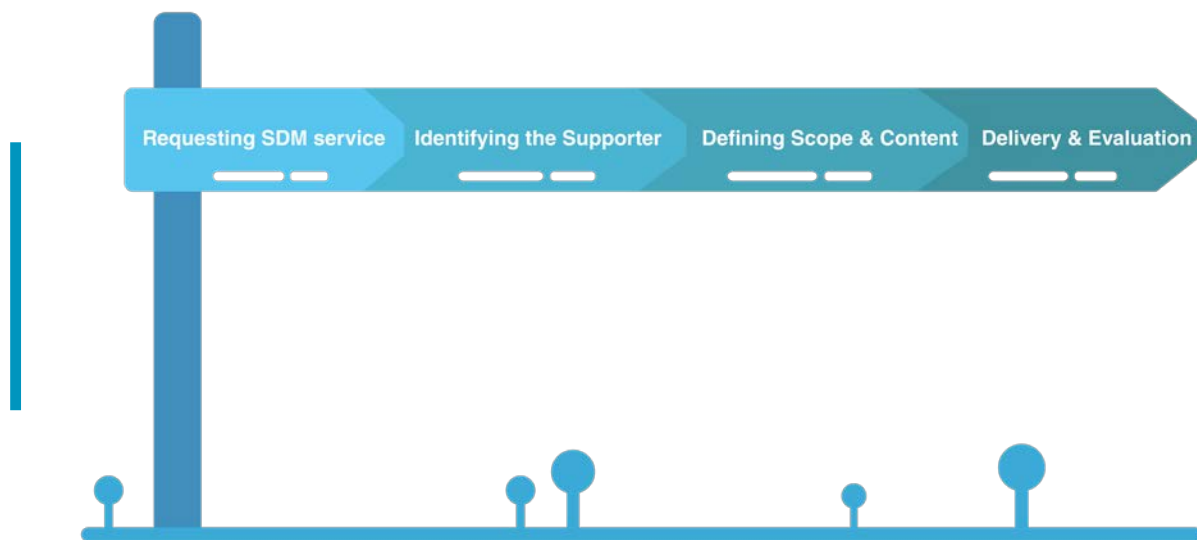 Requesting SDM service
Identifying the Supporter
Defining Scope & Content
Delivery & Evaluation